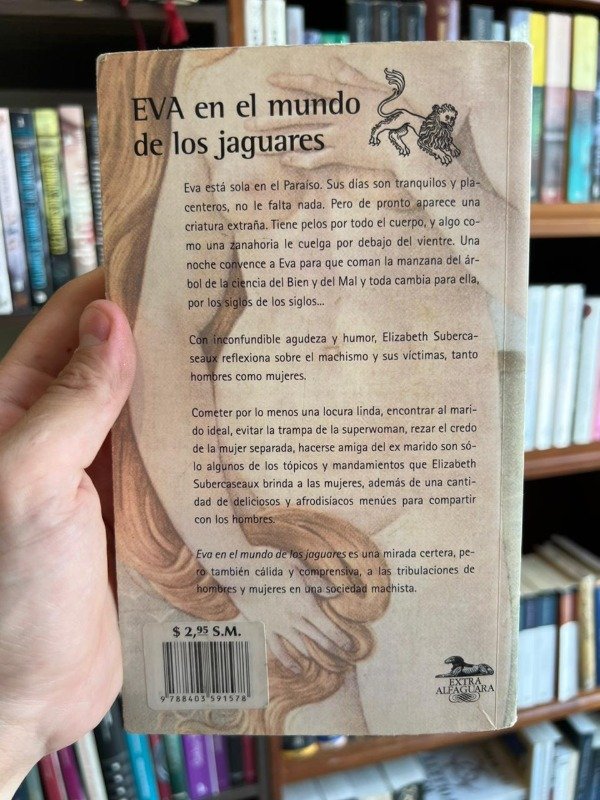 EVA en el mundo
de los jaguares
Eva está sola en el Paraíso. Sus días son tranquilos y pla-
centeros, no le falta nada. Pero de pronto aparece una
criatura extraña. Tiene pelos por todo el cuerpo, y algo co-
mo una zanahoria le cuelga por debajo del vientre. Una
noche convence a Eva para que coman la manzana del ár-
bol de la ciencia del Bien y del Mal y toda cambia para ella,
por los siglos de los siglos...
Con inconfundible agudeza y humor, Elizabeth Suberca-
seaux reflexiona sobre el machismo y sus víctimas, tanto
hombres como mujeres.
Cometer por lo menos una locura linda, encontrar al mari-
do ideal, evitar la trampa de la superwoman, rezar el credo
de la mujer separada, hacerse amiga del ex marido son só-
lo algunos de los tópicos y mandamientos que Elizabeth
Subercaseaux brinda a las mujeres, además de una canti-
dad de deliciosos y afrodisíacos menúes para compartir
con los hombres.
Eva en el mundo de los jaguares es una mirada certera, pe-
ro también cálida y comprensiva, a las tribulaciones de
hombres y mujeres en una sociedad machista.
$ 2,95 S.M.
9 788403 591578
EXTRA
ALFAGUARA